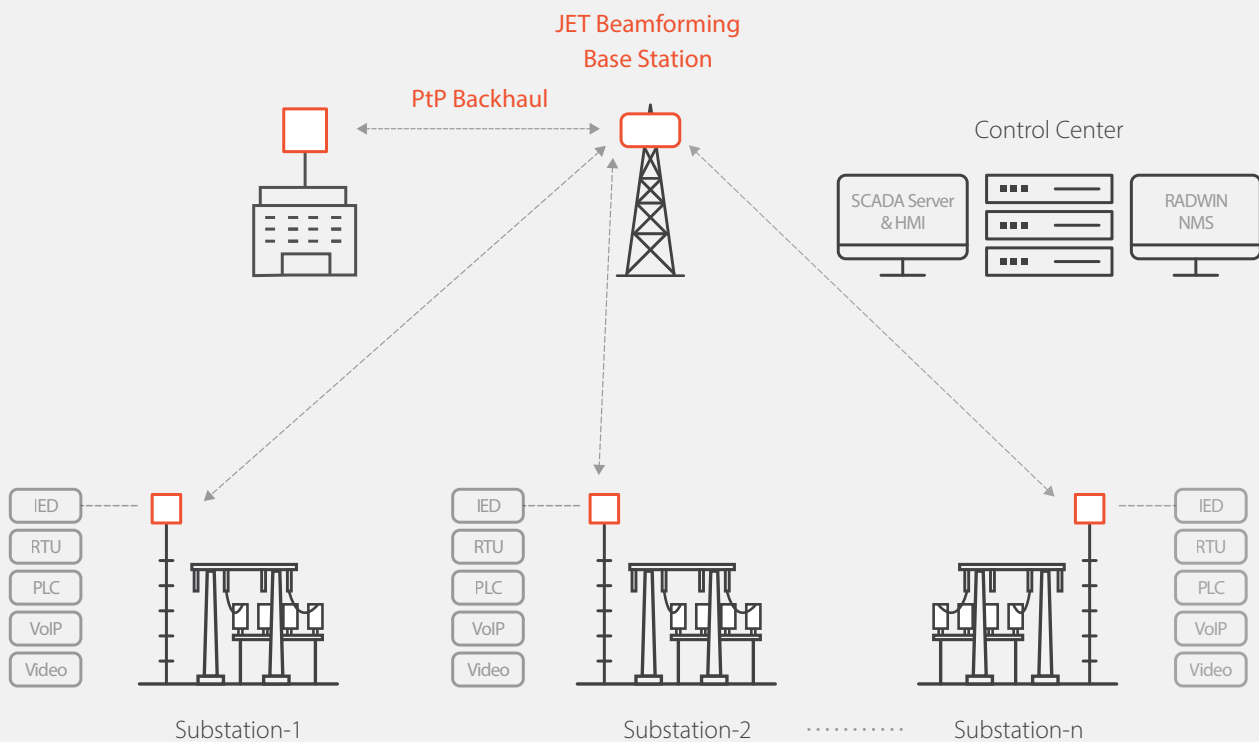 JET Beamforming
Base Station
PtP Backhaul
Control Center
SCADA Server
& HMI
RADWIN
NMS
IED
RTU
PLC
VoIP
Video
IED
RTU
PLC
VoIP
Video
IED
RTU
PLC
VoIP
Video
Substation-1
Substation-2 ............ Substation-n